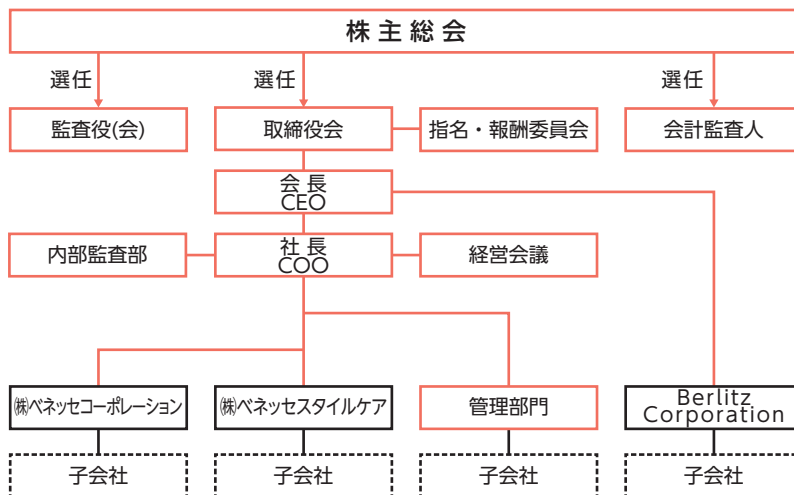 株主総会
選任
選任
選任
監査役(会)
取締役会
指名・報酬委員会
会計監査人
会長
CEO
内部監査部
社長
COO
経営会議
㈱ベネッセコーポレーション
㈱ベネッセスタイルケア
管理部門
Berlitz
Corporation
子会社
子会社
子会社
子会社